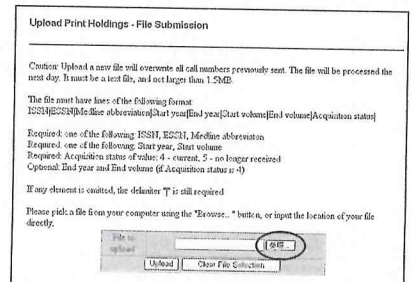 Upload Print Holdings - File Submission
Caution: Upload a new file will overwrite all call numbers previously sent. The file will be processed the
next day. It must be a text file, and not larger than 1.5MB.
The file must have lines of the following format:
ISSN|ESSN|Medline abbreviation|Start year|End year|Start volume|End volume|Acquisition status|
Required: one of the following: ISSN, ESSN, Medline abbreviation
Required: one of the following: Start year, Start volume
Required: Acquisition status of value: 4 - current, 5 - no longer received
Optional: End year and End volume (if Acquisition status is 4)
If any element is omitted, the delimiter "|" is still required
Please pick a file from your computer using the "Browse.. " button, or input the location of your file
directly.
File to
upload
参照...
Upload Clear File Selection